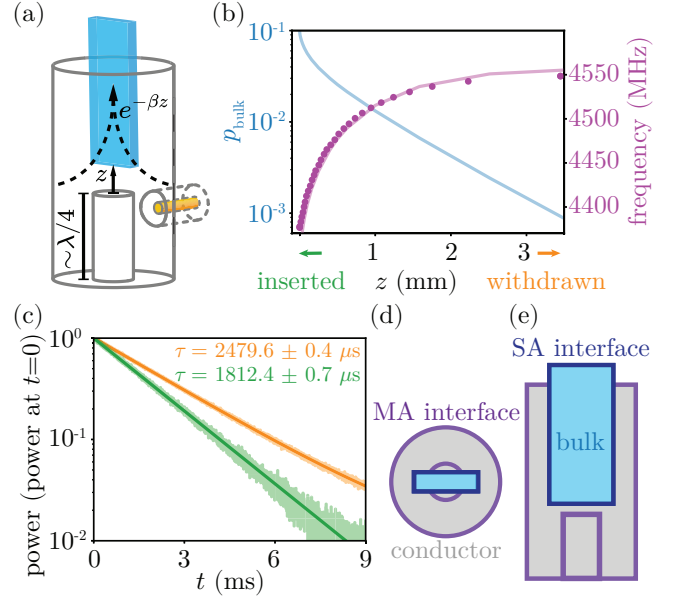 (a)
e^{−βz}
z
~λ/4
(b)
10^{-1}
10^{-2}
10^{-3}
p_{bulk}
4550
4500
4450
4400
frequency (MHz)
0
1
2
3
inserted
z (mm)
withdrawn
(c)
10^{0}
10^{-1}
10^{-2}
power (power at t=0)
τ = 2479.6 ± 0.4 μs
τ = 1812.4 ± 0.7 μs
0
3
6
9
t (ms)
(d)
MA interface
conductor
(e)
SA interface
bulk